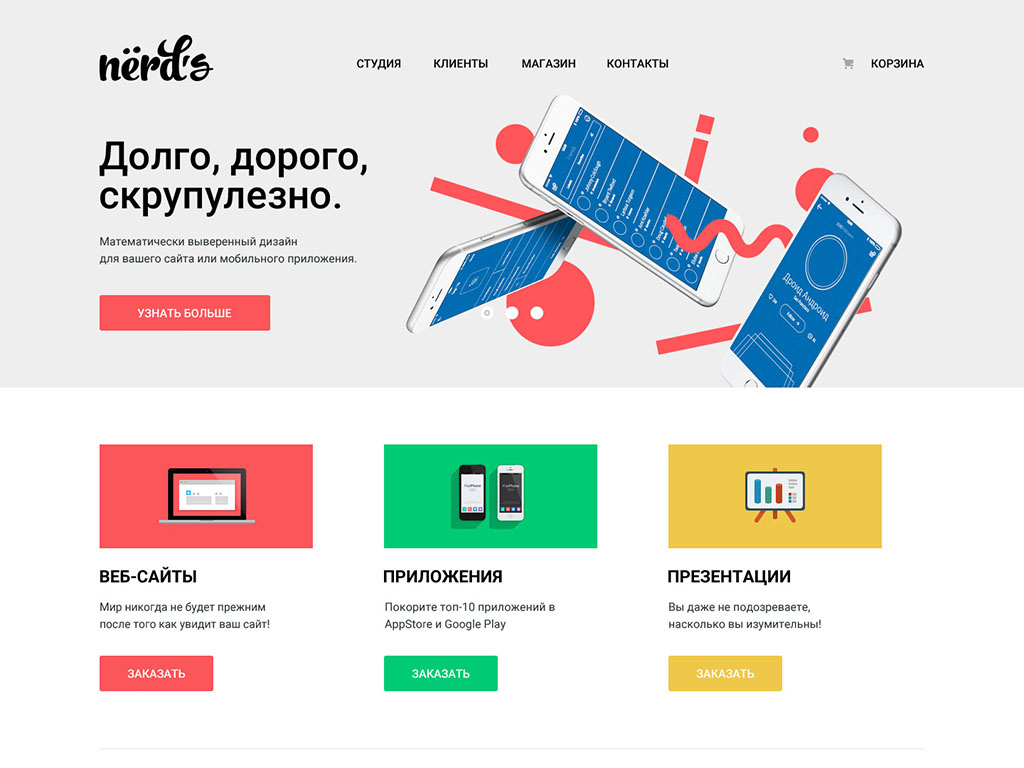 nërd's
СТУДИЯ КЛИЕНТЫ МАГАЗИН КОНТАКТЫ КОРЗИНА
Долго, дорого,
скрупулезно.
Математически выверенный дизайн
для вашего сайта или мобильного приложения.
УЗНАТЬ БОЛЬШЕ
Дроид Андроид
Follow
ВЕБ-САЙТЫ
Мир никогда не будет прежним
после того как увидит ваш сайт!
ЗАКАЗАТЬ
ПРИЛОЖЕНИЯ
Покорите топ-10 приложений в
AppStore и Google Play
ЗАКАЗАТЬ
ПРЕЗЕНТАЦИИ
Вы даже не подозреваете,
насколько вы изумительны!
ЗАКАЗАТЬ